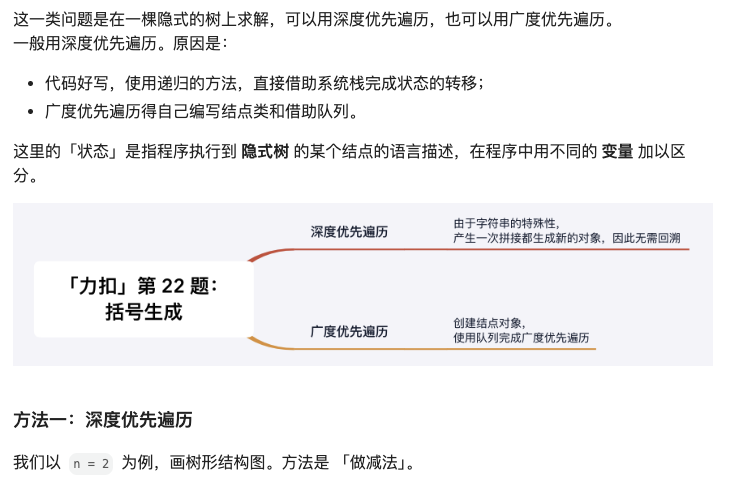 这一类问题是在一棵隐式的树上求解，可以用深度优先遍历，也可以用广度优先遍历。
一般用深度优先遍历。原因是：
• 代码好写，使用递归的方法，直接借助系统栈完成状态的转移；
• 广度优先遍历得自己编写结点类和借助队列。
这里的「状态」是指程序执行到 隐式树 的某个结点的语言描述，在程序中用不同的 变量 加以区
分。
「力扣」第 22 题：
括号生成
深度优先遍历
由于字符串的特殊性，
产生一次拼接都生成新的对象，因此无需回溯
广度优先遍历
创建结点对象，
使用队列完成广度优先遍历
方法一：深度优先遍历
我们以 n = 2 为例，画树形结构图。方法是 「做减法」。